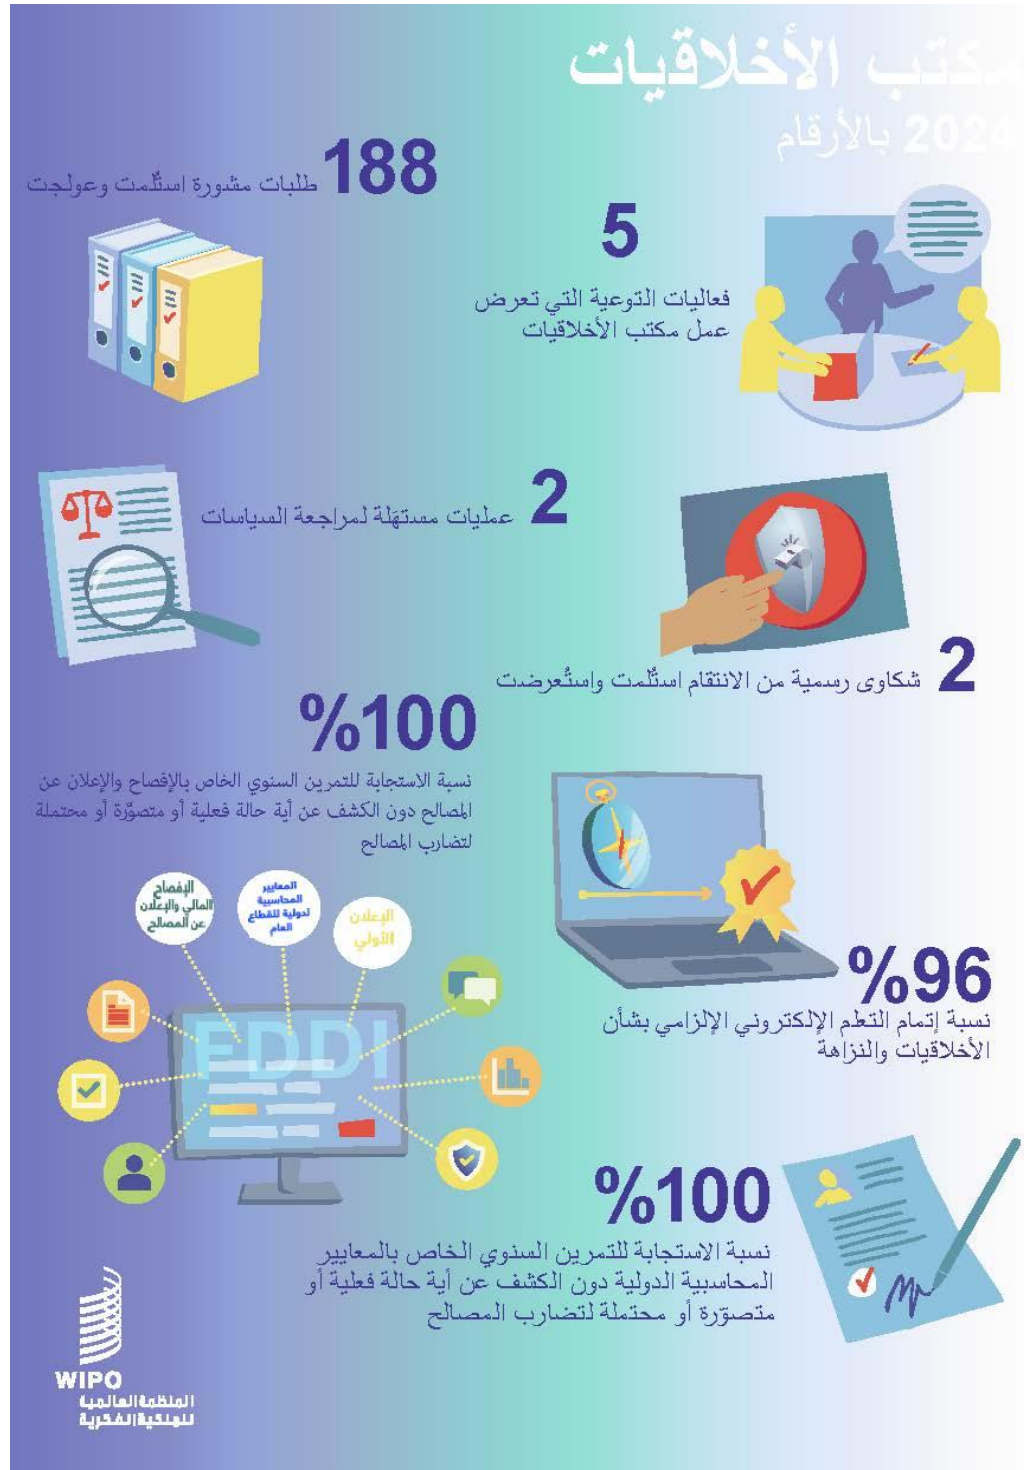 مكتب الأخلاقيات
2024 بالأرقام
188 طلبات مشورة استُلمت وعولجت
5
فعاليات التوعية التي تعرض
عمل مكتب الأخلاقيات
2 عمليات مستهَلة لمراجعة السياسات
2 شكاوى رسمية من الانتقام استُلمت واستُعرضت
%100
نسبة الاستجابة للتمرين السنوي الخاص بالإفصاح والإعلان عن
المصالح دون الكشف عن أية حالة فعلية أو متصوَّرة أو محتملة
لتضارب المصالح
الإعلان
الأولي
المعايير
المحاسبية
لدولية للقطاع
العام
الإفصاح
المالي والإعلان
عن المصالح
FDDI
%96
نسبة إتمام التعلم الإلكتروني الإلزامي بشأن
الأخلاقيات والنزاهة
%100
نسبة الاستجابة للتمرين السنوي الخاص بالمعايير
المحاسبية الدولية دون الكشف عن أية حالة فعلية أو
متصوّرة أو محتملة لتضارب المصالح
WIPO
المنظمة العالمية
للملكية الفكرية